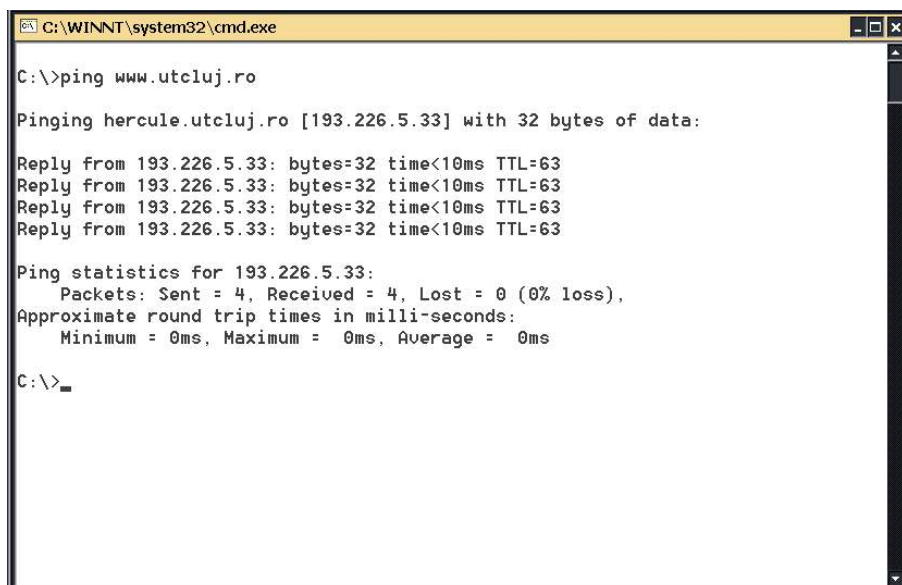 C:\WINNT\system32\cmd.exe
C:\>ping www.utcluj.ro
Pinging hercule.utcluj.ro [193.226.5.33] with 32 bytes of data:
Reply from 193.226.5.33: bytes=32 time<10ms TTL=63
Reply from 193.226.5.33: bytes=32 time<10ms TTL=63
Reply from 193.226.5.33: bytes=32 time<10ms TTL=63
Reply from 193.226.5.33: bytes=32 time<10ms TTL=63
Ping statistics for 193.226.5.33:
Packets: Sent = 4, Received = 4, Lost = 0 (0% loss),
Approximate round trip times in milli-seconds:
Minimum = 0ms, Maximum =  0ms, Average =  0ms
C:\>_